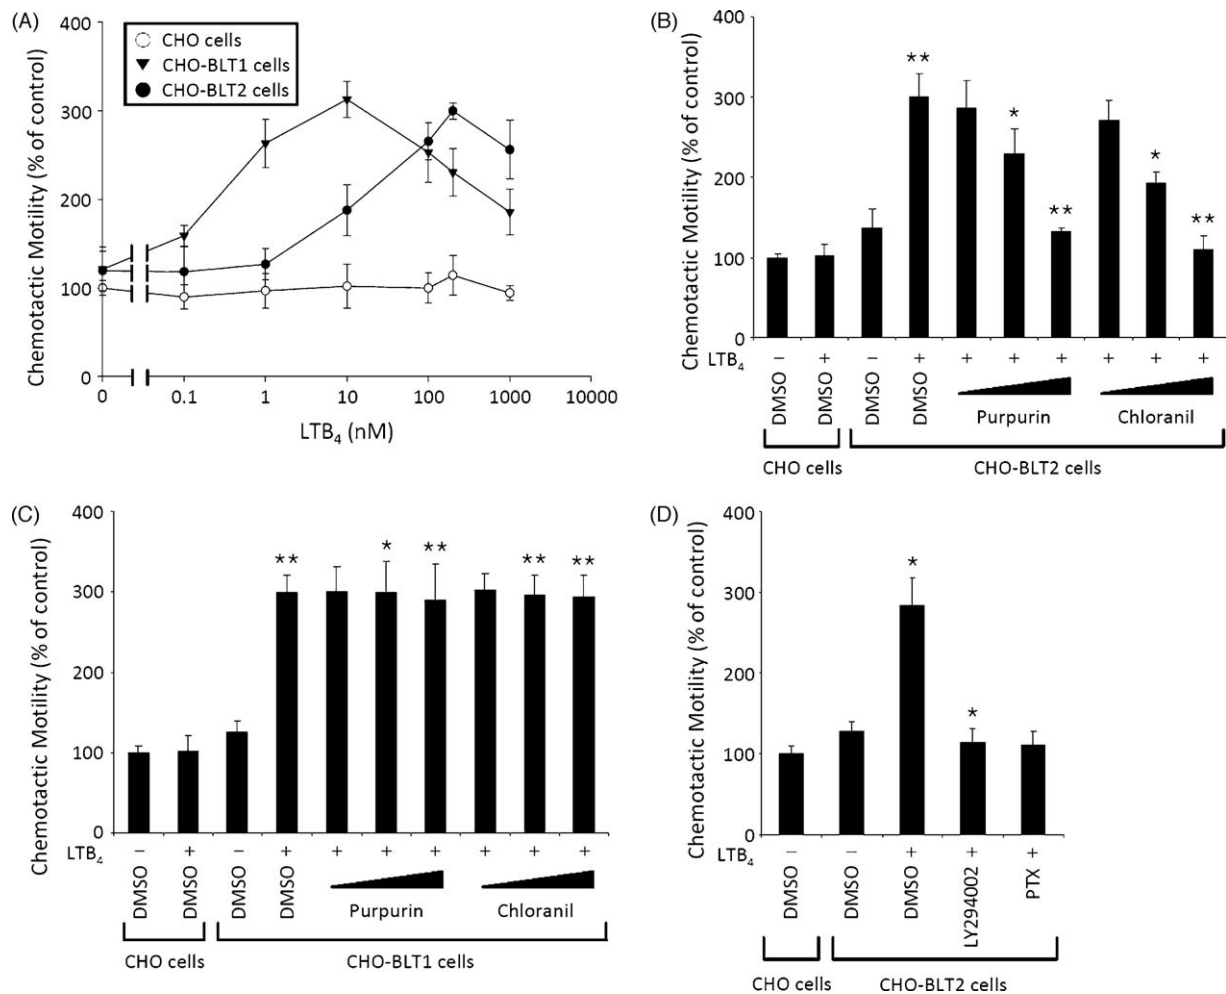 (A)
Chemotactic Motility (% of control)
400
300
200
100
0
CHO cells
CHO-BLT1 cells
CHO-BLT2 cells
0 0.1 1 10 100 1000 10000
LTB4 (nM)
(B)
Chemotactic Motility (% of control)
400
300
200
100
0
** * ** * **
LTB4 − + − + + + + + + +
DMSO DMSO DMSO DMSO Purpurin Chloranil
CHO cells CHO-BLT2 cells
(C)
Chemotactic Motility (% of control)
400
300
200
100
0
** * ** ** **
LTB4 − + − + + + + + + +
DMSO DMSO DMSO DMSO Purpurin Chloranil
CHO cells CHO-BLT1 cells
(D)
Chemotactic Motility (% of control)
400
300
200
100
0
* *
LTB4 − − + + +
DMSO DMSO DMSO LY294002 PTX
CHO cells CHO-BLT2 cells